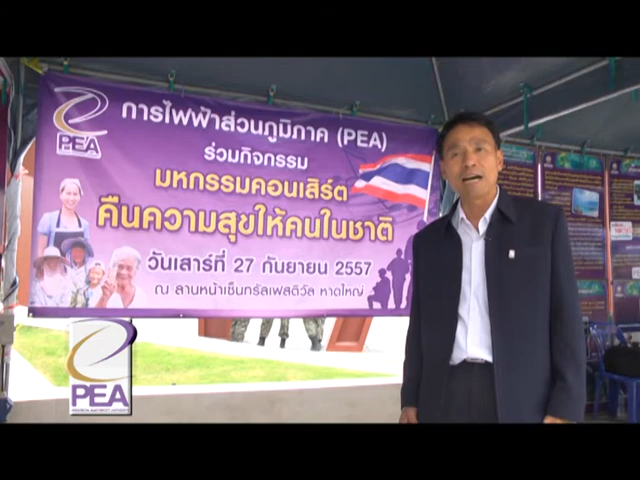 การไฟฟ้าส่วนภูมิภาค (PEA)
PEA
ร่วมกิจกรรม
มหกรรมคอนเสิร์ต
คืนความสุขให้คนในชาติ
วันเสาร์ที่ 27 กันยายน 2557
ณ ลานหน้าเซ็นทรัลเฟสติวัล หาดใหญ่
PEA
PROVINCIAL ELECTRICITY AUTHORITY